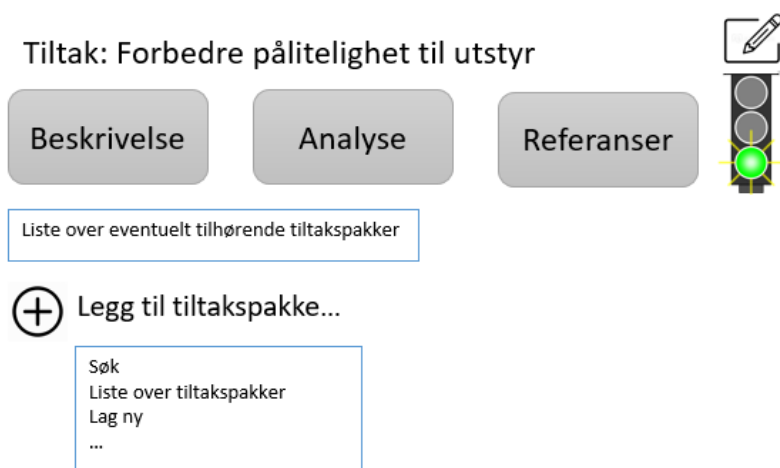 Tiltak: Forbedre pålitelighet til utstyr
Beskrivelse
Analyse
Referanser
Liste over eventuelt tilhørende tiltakspakker
Legg til tiltakspakke...
Søk
Liste over tiltakspakker
Lag ny
...